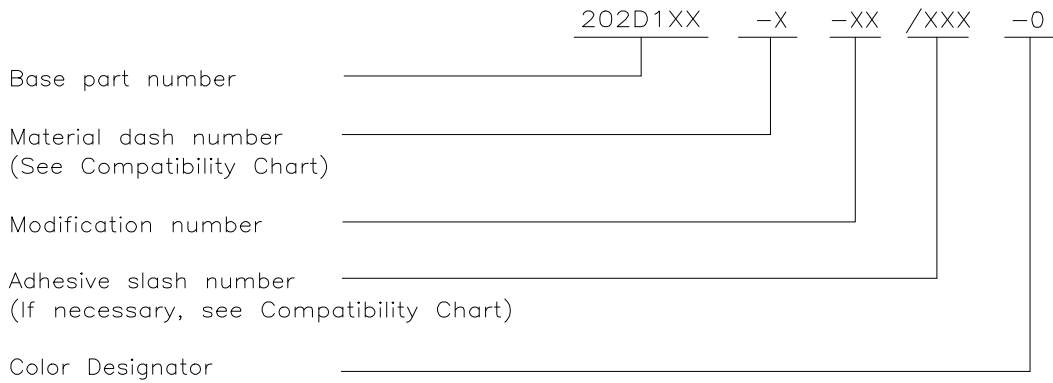 202D1XX -X -XX /XXX -0
Base part number
Material dash number
(See Compatibility Chart)
Modification number
Adhesive slash number
(If necessary, see Compatibility Chart)
Color Designator